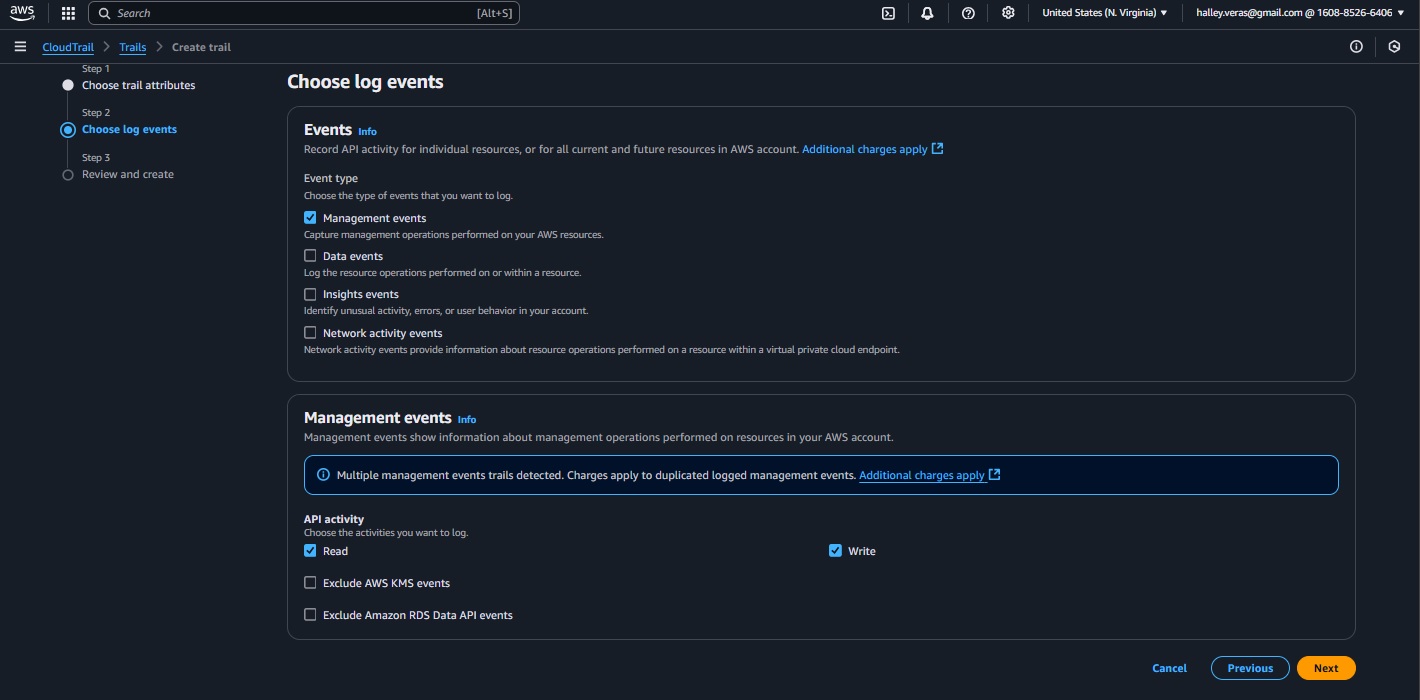 aws
Search [Alt+S]
United States (N. Virginia)
halley.veras@gmail.com @ 1608-8526-6406
CloudTrail > Trails > Create trail
Step 1
Choose trail attributes
Step 2
Choose log events
Step 3
Review and create
Choose log events
Events Info
Record API activity for individual resources, or for all current and future resources in AWS account. Additional charges apply
Event type
Choose the type of events that you want to log.
Management events
Capture management operations performed on your AWS resources.
Data events
Log the resource operations performed on or within a resource.
Insights events
Identify unusual activity, errors, or user behavior in your account.
Network activity events
Network activity events provide information about resource operations performed on a resource within a virtual private cloud endpoint.
Management events Info
Management events show information about management operations performed on resources in your AWS account.
Multiple management events trails detected. Charges apply to duplicated logged management events. Additional charges apply
API activity
Choose the activities you want to log.
Read Write
Exclude AWS KMS events
Exclude Amazon RDS Data API events
Cancel Previous Next